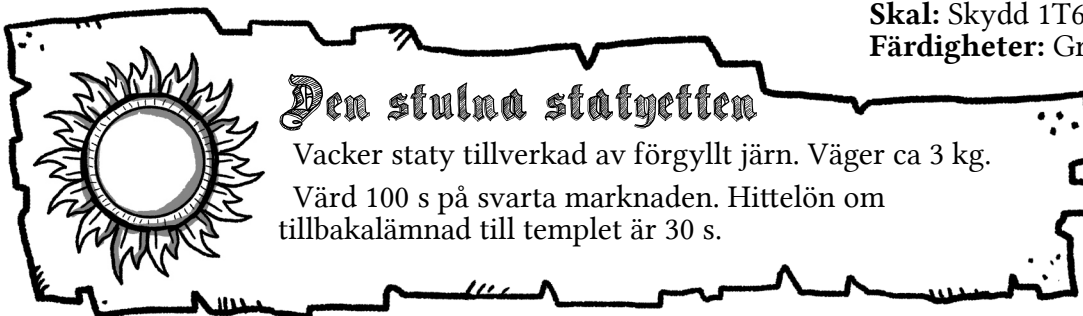 Skal: Skydd 1T6
Färdigheter: Gr
Den stulna statyetten
Vacker staty tillverkad av förgyllt järn. Väger ca 3 kg.
Värd 100 s på svarta marknaden. Hittelön om
tillbakalämnad till templet är 30 s.